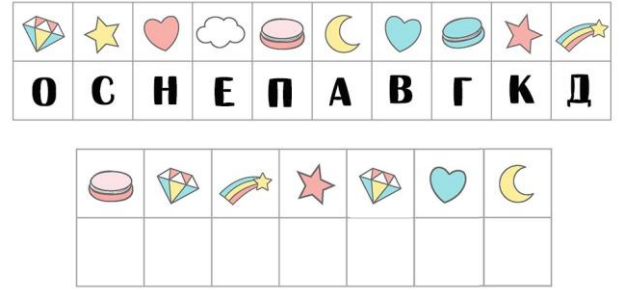 О С Н Е П А В Г К Д